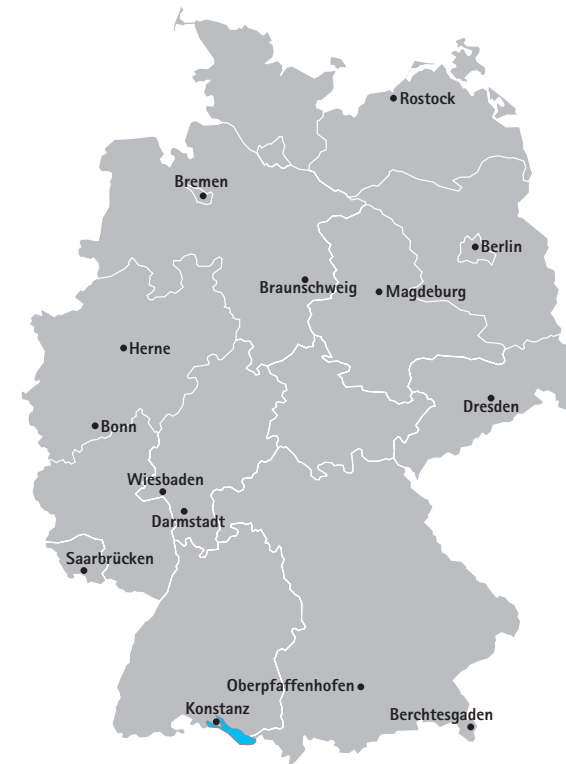 Rostock
Bremen
Berlin
Braunschweig
Magdeburg
Herne
Dresden
Bonn
Wiesbaden
Darmstadt
Saarbrücken
Oberpfaffenhofen
Konstanz
Berchtesgaden